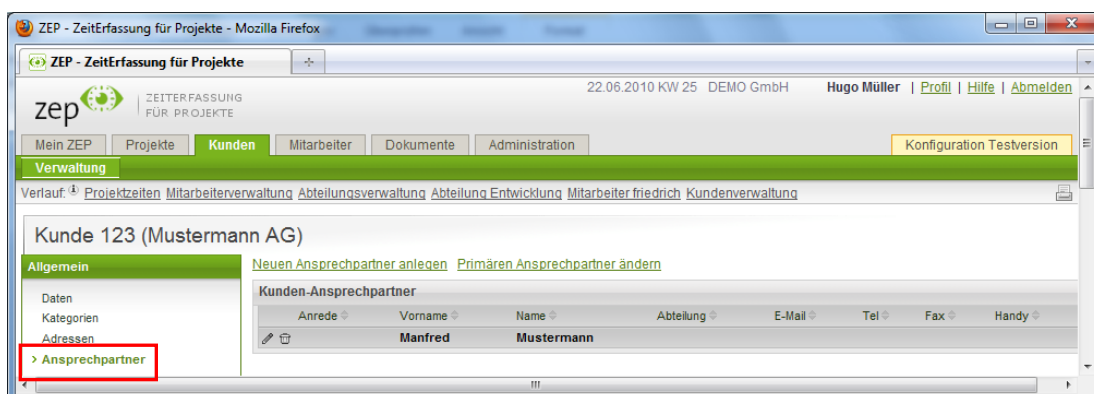 ZEP - ZeitErfassung für Projekte - Mozilla Firefox
ZEP - ZeitErfassung für Projekte
22.06.2010 KW 25 DEMO GmbH Hugo Müller | Profil | Hilfe | Abmelden
zep ZEITERFASSUNG
FÜR PROJEKTE
Mein ZEP Projekte Kunden Mitarbeiter Dokumente Administration Konfiguration Testversion
Verwaltung
Verlauf: Projektzeiten Mitarbeiterverwaltung Abteilungsverwaltung Abteilung Entwicklung Mitarbeiter friedrich Kundenverwaltung
Kunde 123 (Mustermann AG)
Allgemein
Daten
Kategorien
Adressen
› Ansprechpartner
Neuen Ansprechpartner anlegen Primären Ansprechpartner ändern
Kunden-Ansprechpartner
Anrede Vorname Name Abteilung E-Mail Tel Fax Handy
Manfred Mustermann